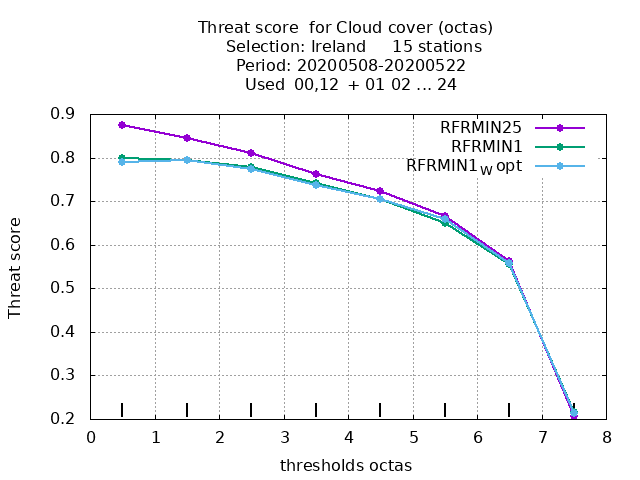 Threat score  for Cloud cover (octas)
Selection: Ireland     15 stations
Period: 20200508-20200522
Used  00,12  + 01 02 ... 24
RFRMIN25
RFRMIN1
RFRMIN1W opt
0.9
0.8
0.7
0.6
0.5
0.4
0.3
0.2
Threat score
0 1 2 3 4 5 6 7 8
thresholds octas